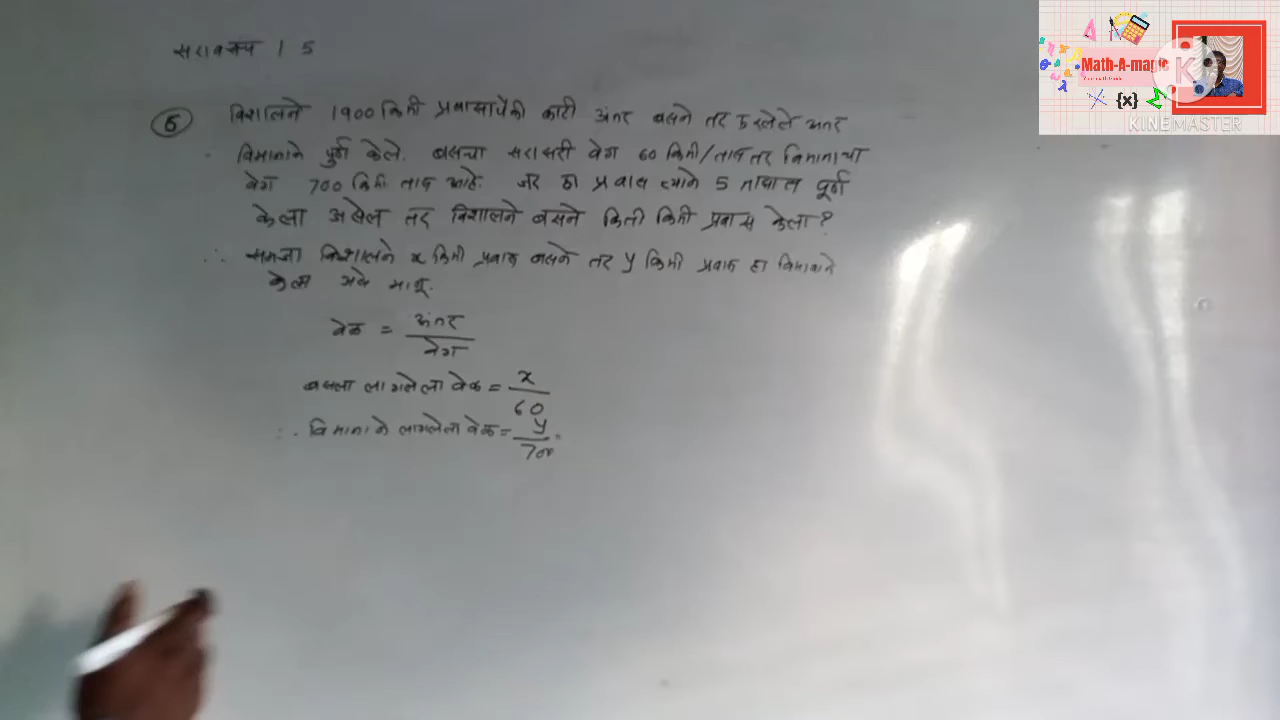 सरावसंच 1 5
Math-A-magic
{x}
KINEMASTER
6 विशालने 1900 किमी प्रवासापैकी काही अंतर बसने तर उरलेले अंतर
विमानाने पुर्ण केले. बसचा सरासरी वेग 60 किमी/तास तर विमानाचा
वेग 700 किमी तास आहे. जर हा प्रवास त्याने 5 तासात पूर्ण
केला असेल तर विशालने बसने किती किमी प्रवास केला?
∴ समजा विशालने x किमी प्रवास बसने तर y किमी प्रवास हा विमानाने
केला असे मानू.
वेळ = अंतर / वेग
बसला लागलेला वेळ = x / 60
∴ विमानाने लागलेला वेळ = y / 700